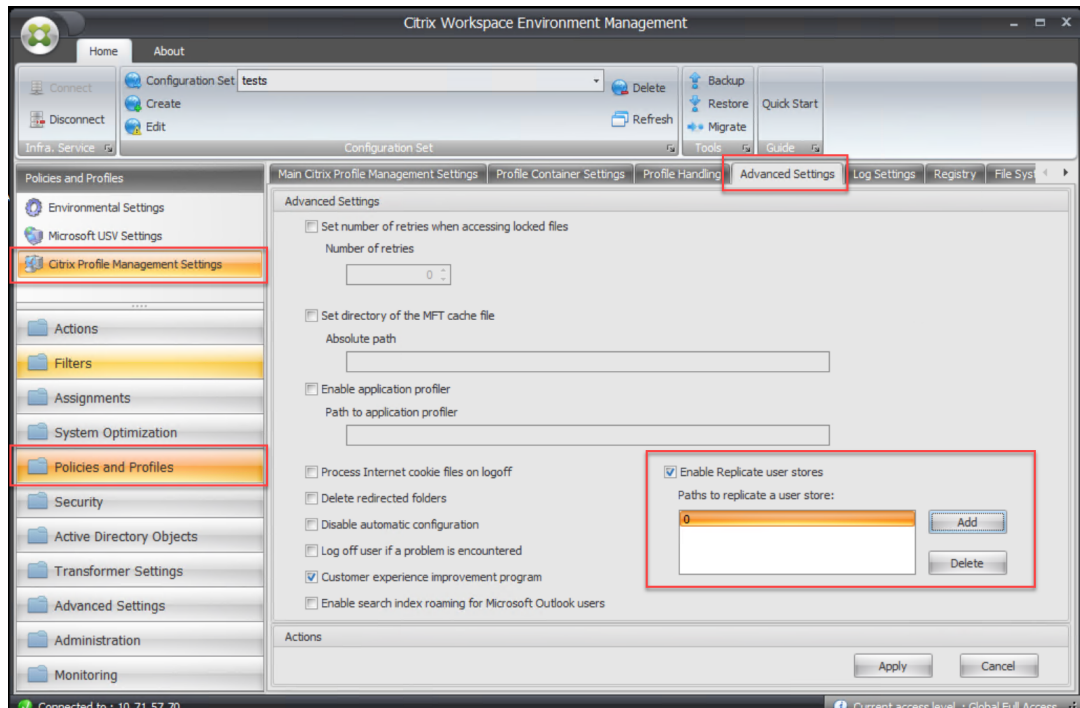 Citrix Workspace Environment Management
Home About
Connect
Disconnect
Infra. Service
Configuration Set tests
Create
Edit
Delete
Refresh
Configuration Set
Backup
Restore
Migrate
Tools
Quick Start
Guide
Policies and Profiles
Environmental Settings
Microsoft USV Settings
Citrix Profile Management Settings
Actions
Filters
Assignments
System Optimization
Policies and Profiles
Security
Active Directory Objects
Transformer Settings
Advanced Settings
Administration
Monitoring
Main Citrix Profile Management Settings Profile Container Settings Profile Handling Advanced Settings Log Settings Registry File Syst
Advanced Settings
Set number of retries when accessing locked files
Number of retries
0
Set directory of the MFT cache file
Absolute path
Enable application profiler
Path to application profiler
Process Internet cookie files on logoff
Delete redirected folders
Disable automatic configuration
Log off user if a problem is encountered
Customer experience improvement program
Enable search index roaming for Microsoft Outlook users
Enable Replicate user stores
Paths to replicate a user store:
0
Add
Delete
Actions
Apply Cancel
Connected to : 10.71.57.70
Current access level : Global Full Access